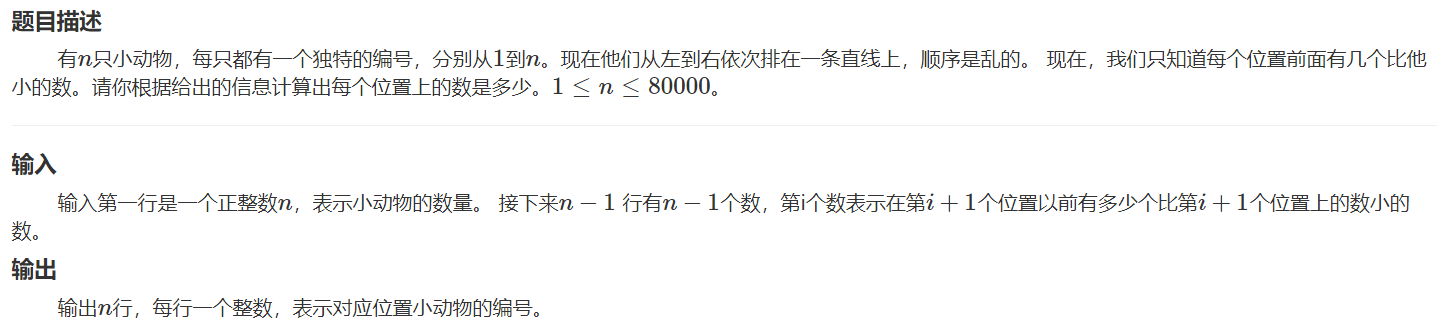 题目描述
有n只小动物，每只都有一个独特的编号，分别从1到n。现在他们从左到右依次排在一条直线上，顺序是乱的。 现在，我们只知道每个位置前面有几个比他
小的数。请你根据给出的信息计算出每个位置上的数是多少。1 ≤ n ≤ 80000。
输入
输入第一行是一个正整数n，表示小动物的数量。 接下来n − 1 行有n − 1个数，第i个数表示在第i + 1个位置以前有多少个比第i + 1个位置上的数小的
数。
输出
输出n行，每行一个整数，表示对应位置小动物的编号。